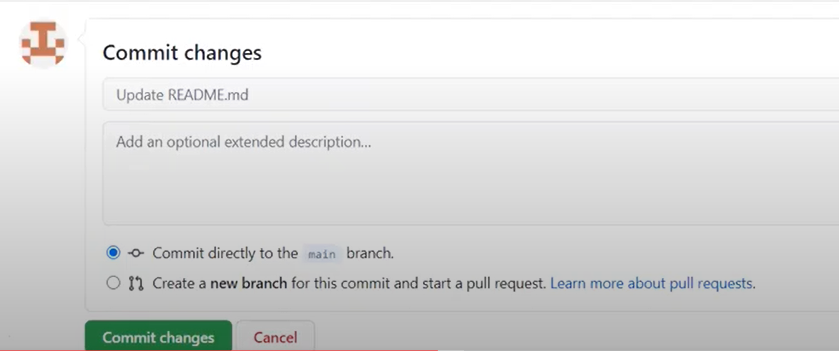 Commit changes
Update README.md
Add an optional extended description...
Commit directly to the main branch.
Create a new branch for this commit and start a pull request. Learn more about pull requests.
Commit changes Cancel